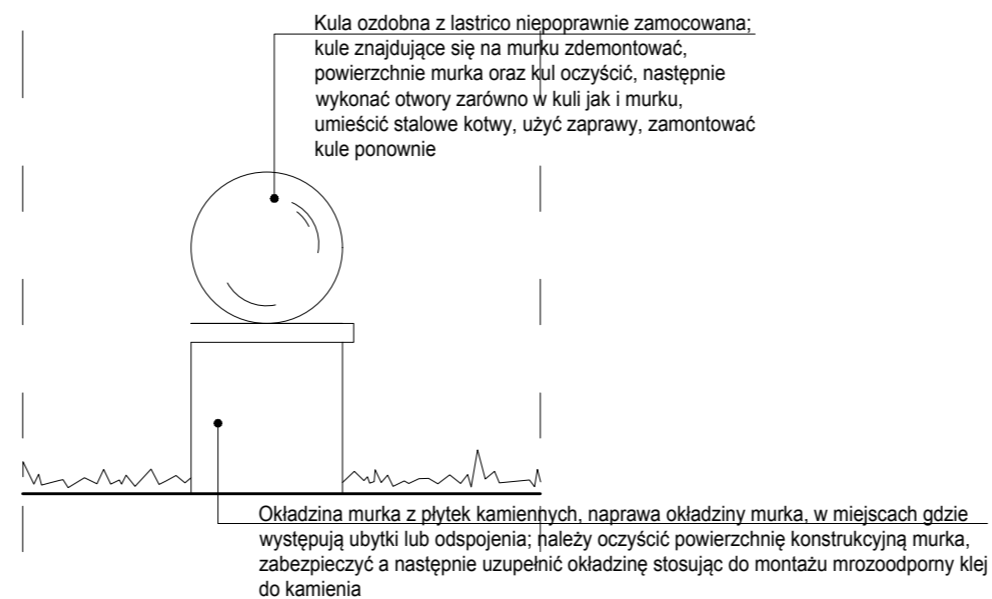 Kula ozdobna z lastrico niepoprawnie zamocowana;
kule znajdujące się na murku zdemontować,
powierzchnie murka oraz kul oczyścić, następnie
wykonać otwory zarówno w kuli jak i murku,
umieścić stalowe kotwy, użyć zaprawy, zamontować
kule ponownie
Okładzina murka z płytek kamiennych, naprawa okładziny murka, w miejscach gdzie
występują ubytki lub odspojenia; należy oczyścić powierzchnię konstrukcyjną murka,
zabezpieczyć a następnie uzupełnić okładzinę stosując do montażu mrozoodporny klej
do kamienia